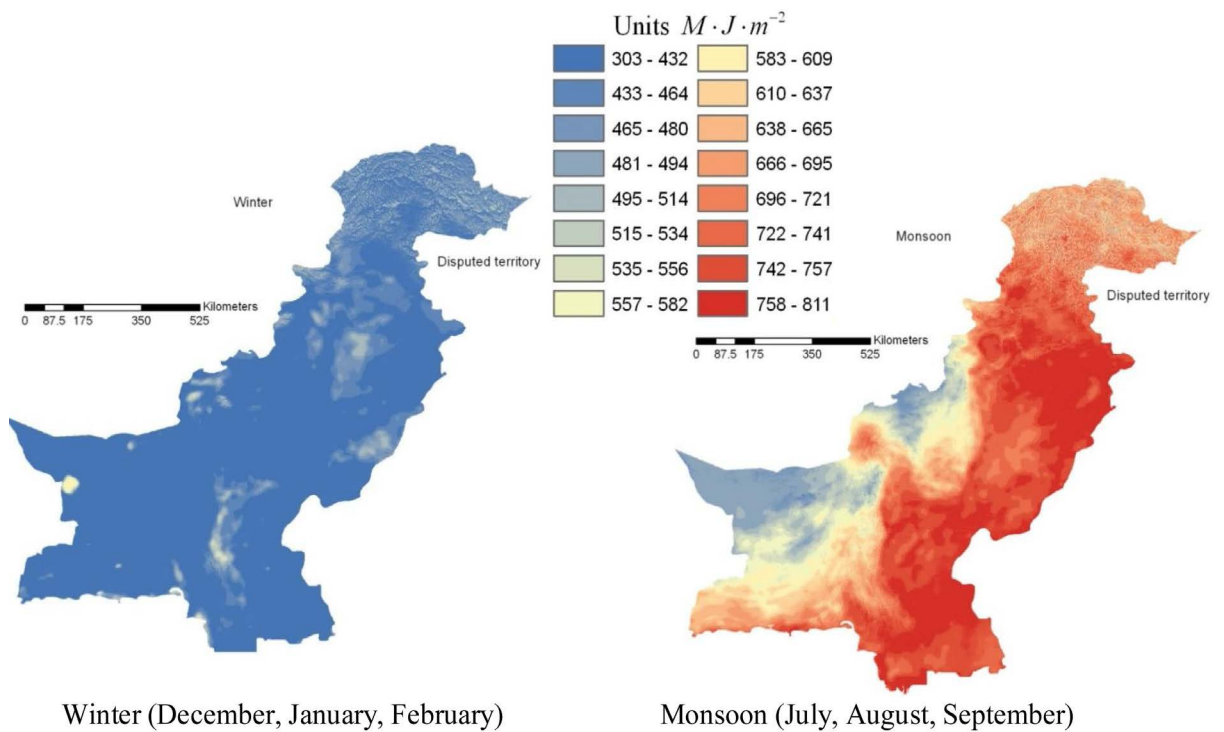 Units M · J · m⁻²
303 - 432
433 - 464
465 - 480
481 - 494
495 - 514
515 - 534
535 - 556
557 - 582
583 - 609
610 - 637
638 - 665
666 - 695
696 - 721
722 - 741
742 - 757
758 - 811
Winter
Disputed territory
Kilometers
0 87.5 175 350 525
Monsoon
Disputed territory
Kilometers
0 87.5 175 350 525
Winter (December, January, February)
Monsoon (July, August, September)